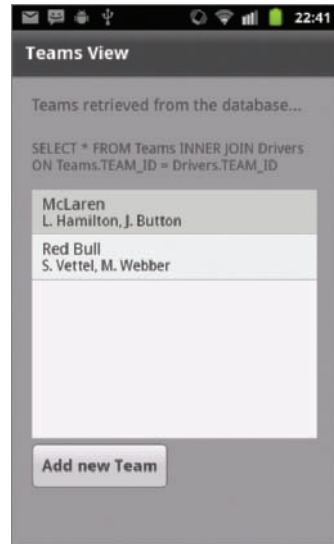 22:41
Teams View
Teams retrieved from the database...
SELECT * FROM Teams INNER JOIN Drivers
ON Teams.TEAM_ID = Drivers.TEAM_ID
McLaren
L. Hamilton, J. Button
Red Bull
S. Vettel, M. Webber
Add new Team